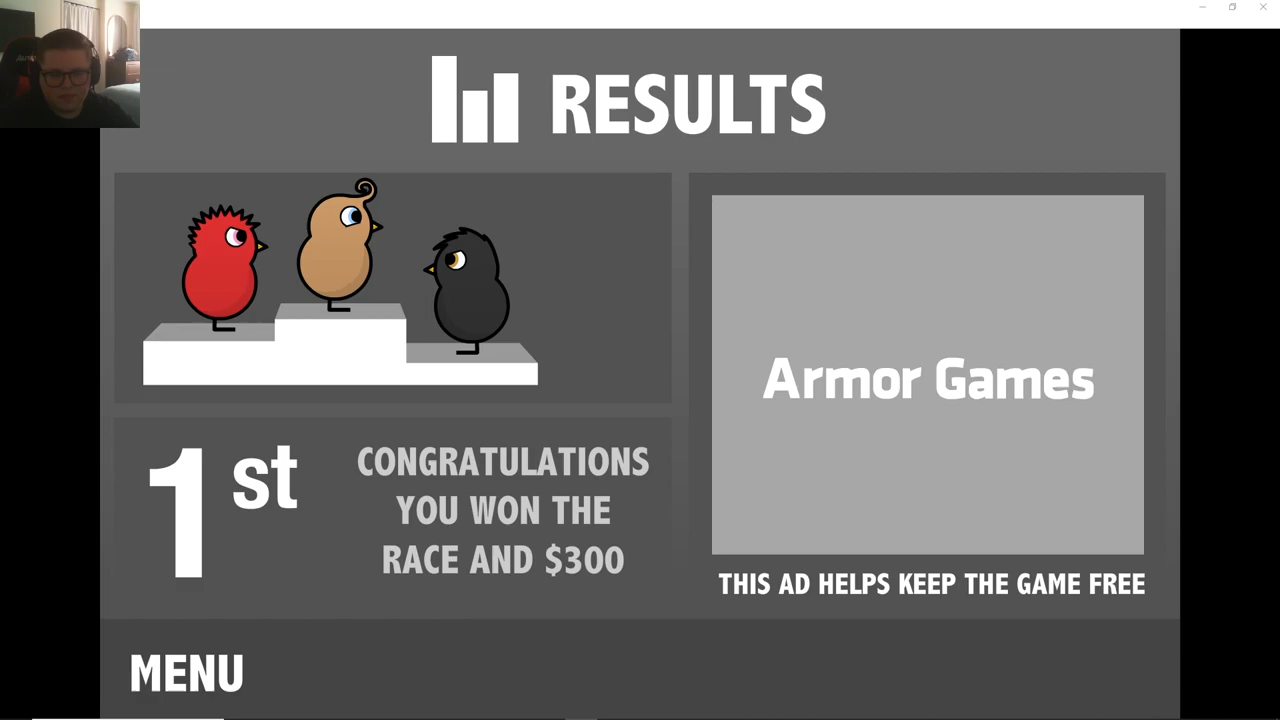 RESULTS
1st
CONGRATULATIONS
YOU WON THE
RACE AND $300
Armor Games
THIS AD HELPS KEEP THE GAME FREE
MENU